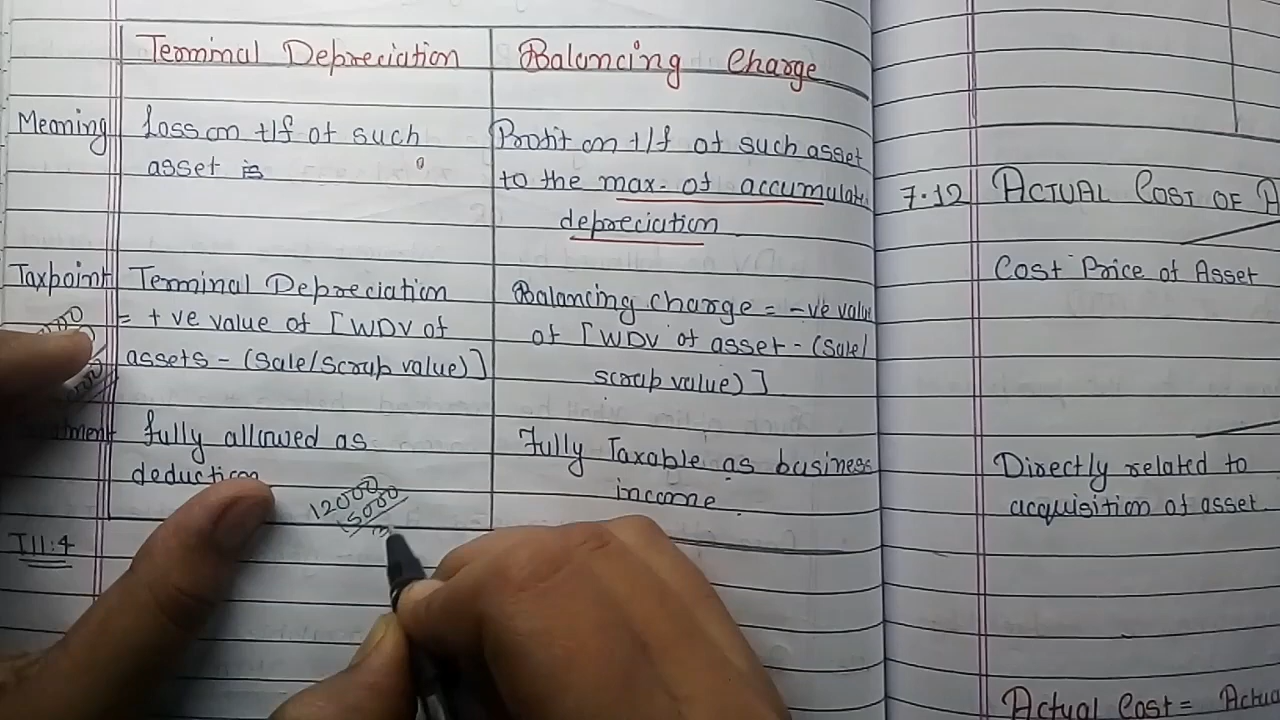 Terminal Depreciation
Balancing Charge
Meaning
Loss on t/f of such
asset is
Profit on t/f of such asset
to the max. of accumulate
depreciation
Taxpoint
Terminal Depreciation
= +ve value of [WDV of
assets - (Sale/Scrap value)]
Balancing charge = -ve value
of [WDV of asset - (Sale/
scrap value)]
fully allowed as
deduction
Fully Taxable as business
income.
12000
15000
3
Ill:4
7.12 ACTUAL COST OF A
Cost Price of Asset
Directly related to
acquisition of asset
Actual Cost = Actua